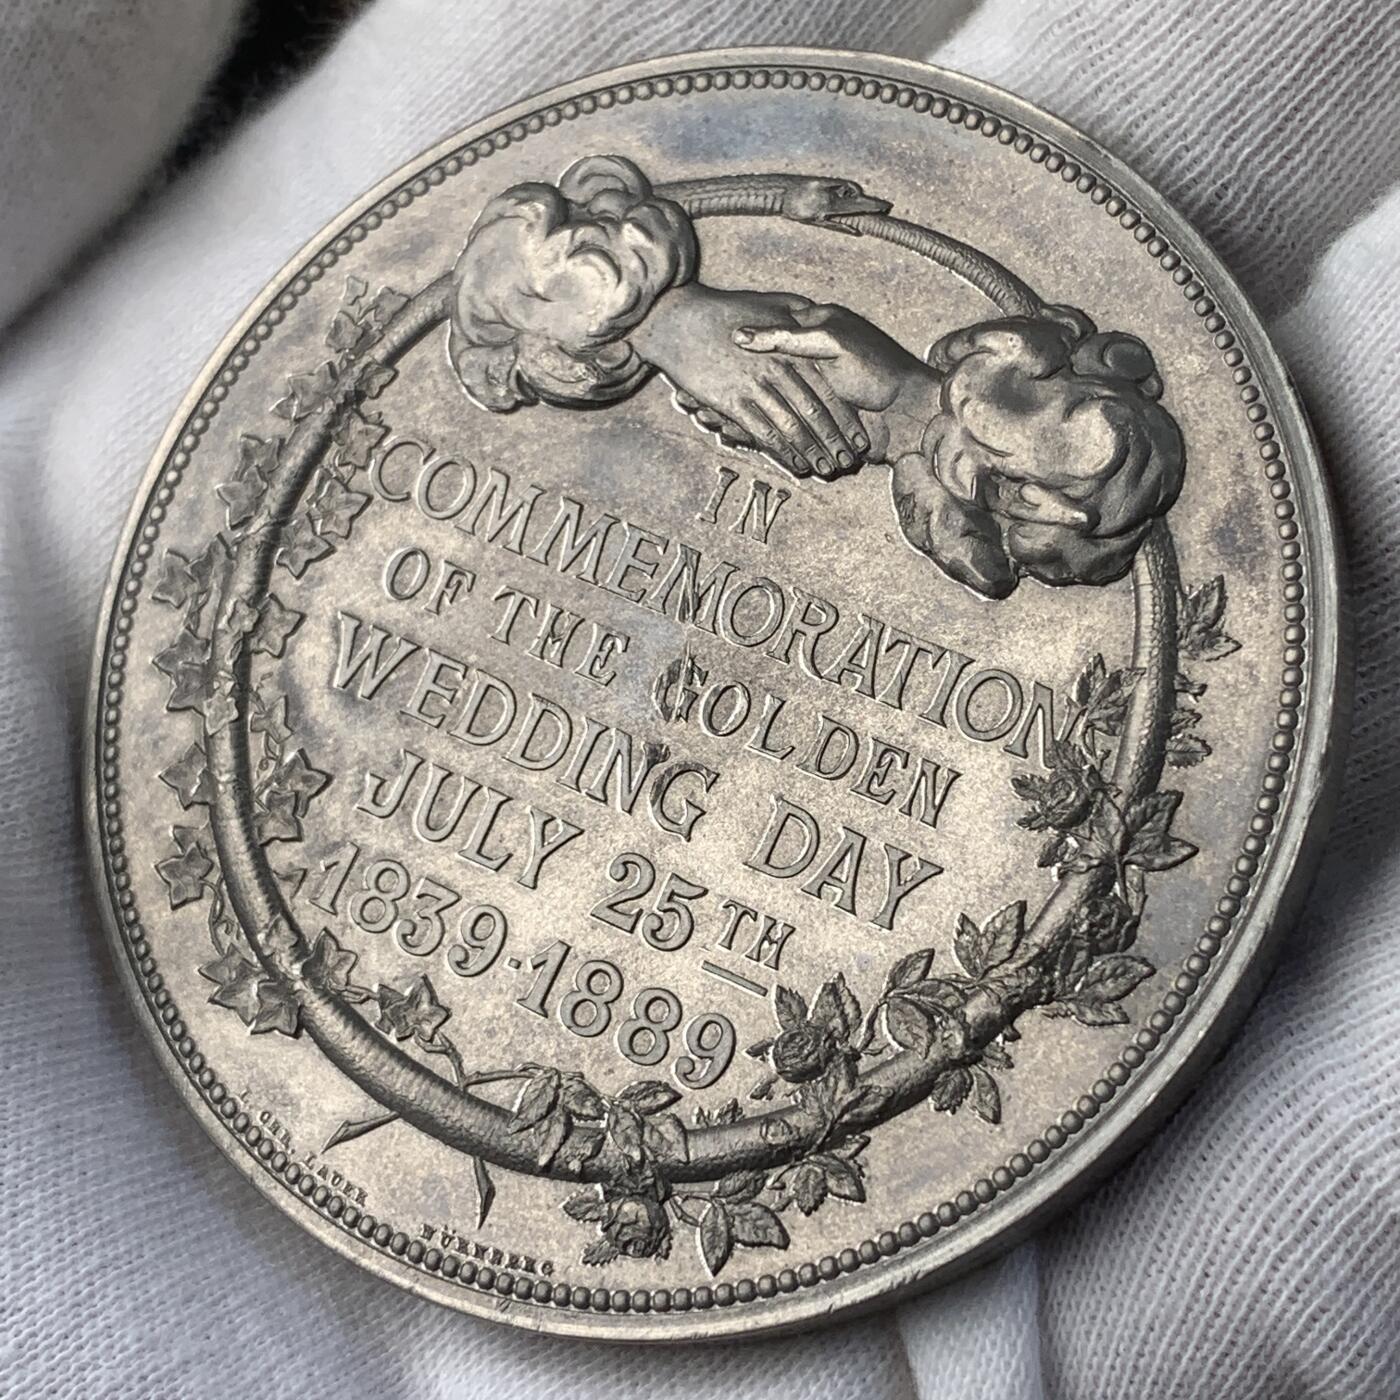 IN
COMMEMORATION
OF THE GOLDEN
WEDDING DAY
JULY 25TH
1839·1889
L. CHR. LAUER
NÜRNBERG